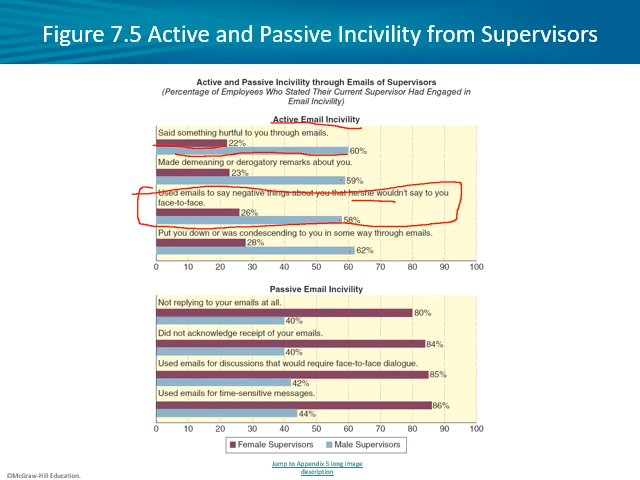 Figure 7.5 Active and Passive Incivility from Supervisors
Active and Passive Incivility through Emails of Supervisors
(Percentage of Employees Who Stated Their Current Supervisor Had Engaged in
Email Incivility)
Active Email Incivility
Said something hurtful to you through emails.
22%
60%
Made demeaning or derogatory remarks about you.
23%
59%
Used emails to say negative things about you that he/she wouldn't say to you
face-to-face.
26%
58%
Put you down or was condescending to you in some way through emails.
28%
62%
0 10 20 30 40 50 60 70 80 90 100
Passive Email Incivility
Not replying to your emails at all.
80%
40%
Did not acknowledge receipt of your emails.
84%
40%
Used emails for discussions that would require face-to-face dialogue.
85%
42%
Used emails for time-sensitive messages.
86%
44%
0 10 20 30 40 50 60 70 80 90 100
Female Supervisors Male Supervisors
Jump to Appendix 5 long image
description
©McGraw-Hill Education.